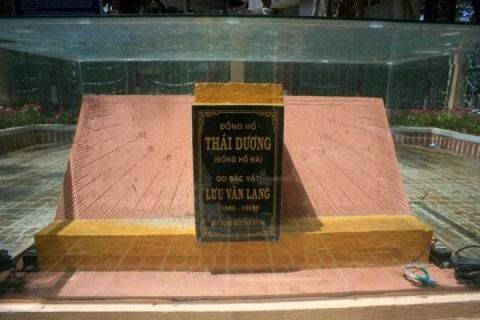 ĐỒNG HỒ
THÁI DƯƠNG
(ĐỒNG HỒ ĐÁ)
DO BÁC VẬT
LƯU VĂN LANG
(1880 - 1969)